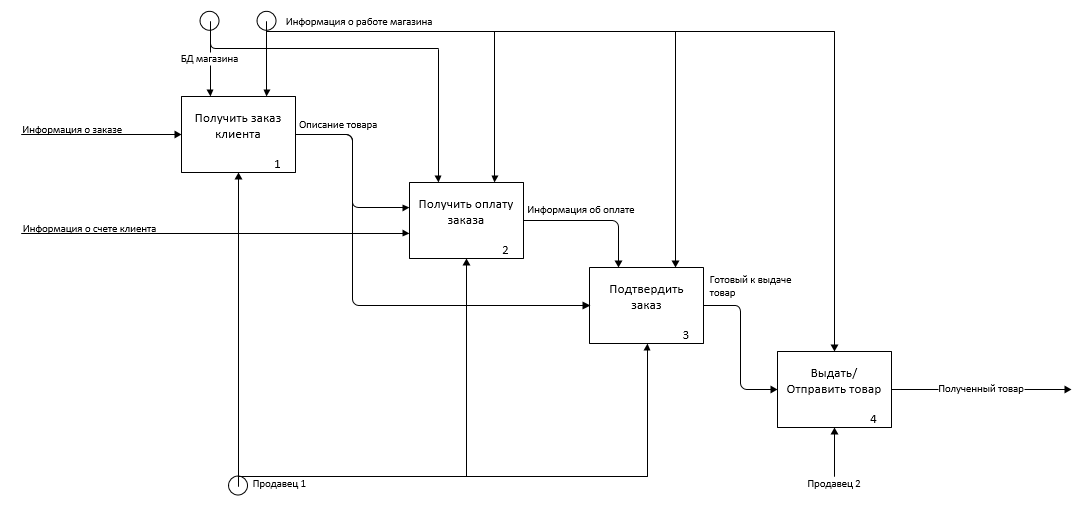 Информация о работе магазина
БД магазина
Получить заказ
клиента
1
Информация о заказе
Описание товара
Получить оплату
заказа
2
Информация о счете клиента
Информация об оплате
Подтвердить
заказ
3
Готовый к выдаче
товар
Выдать/
Отправить товар
4
Полученный товар
Продавец 1
Продавец 2